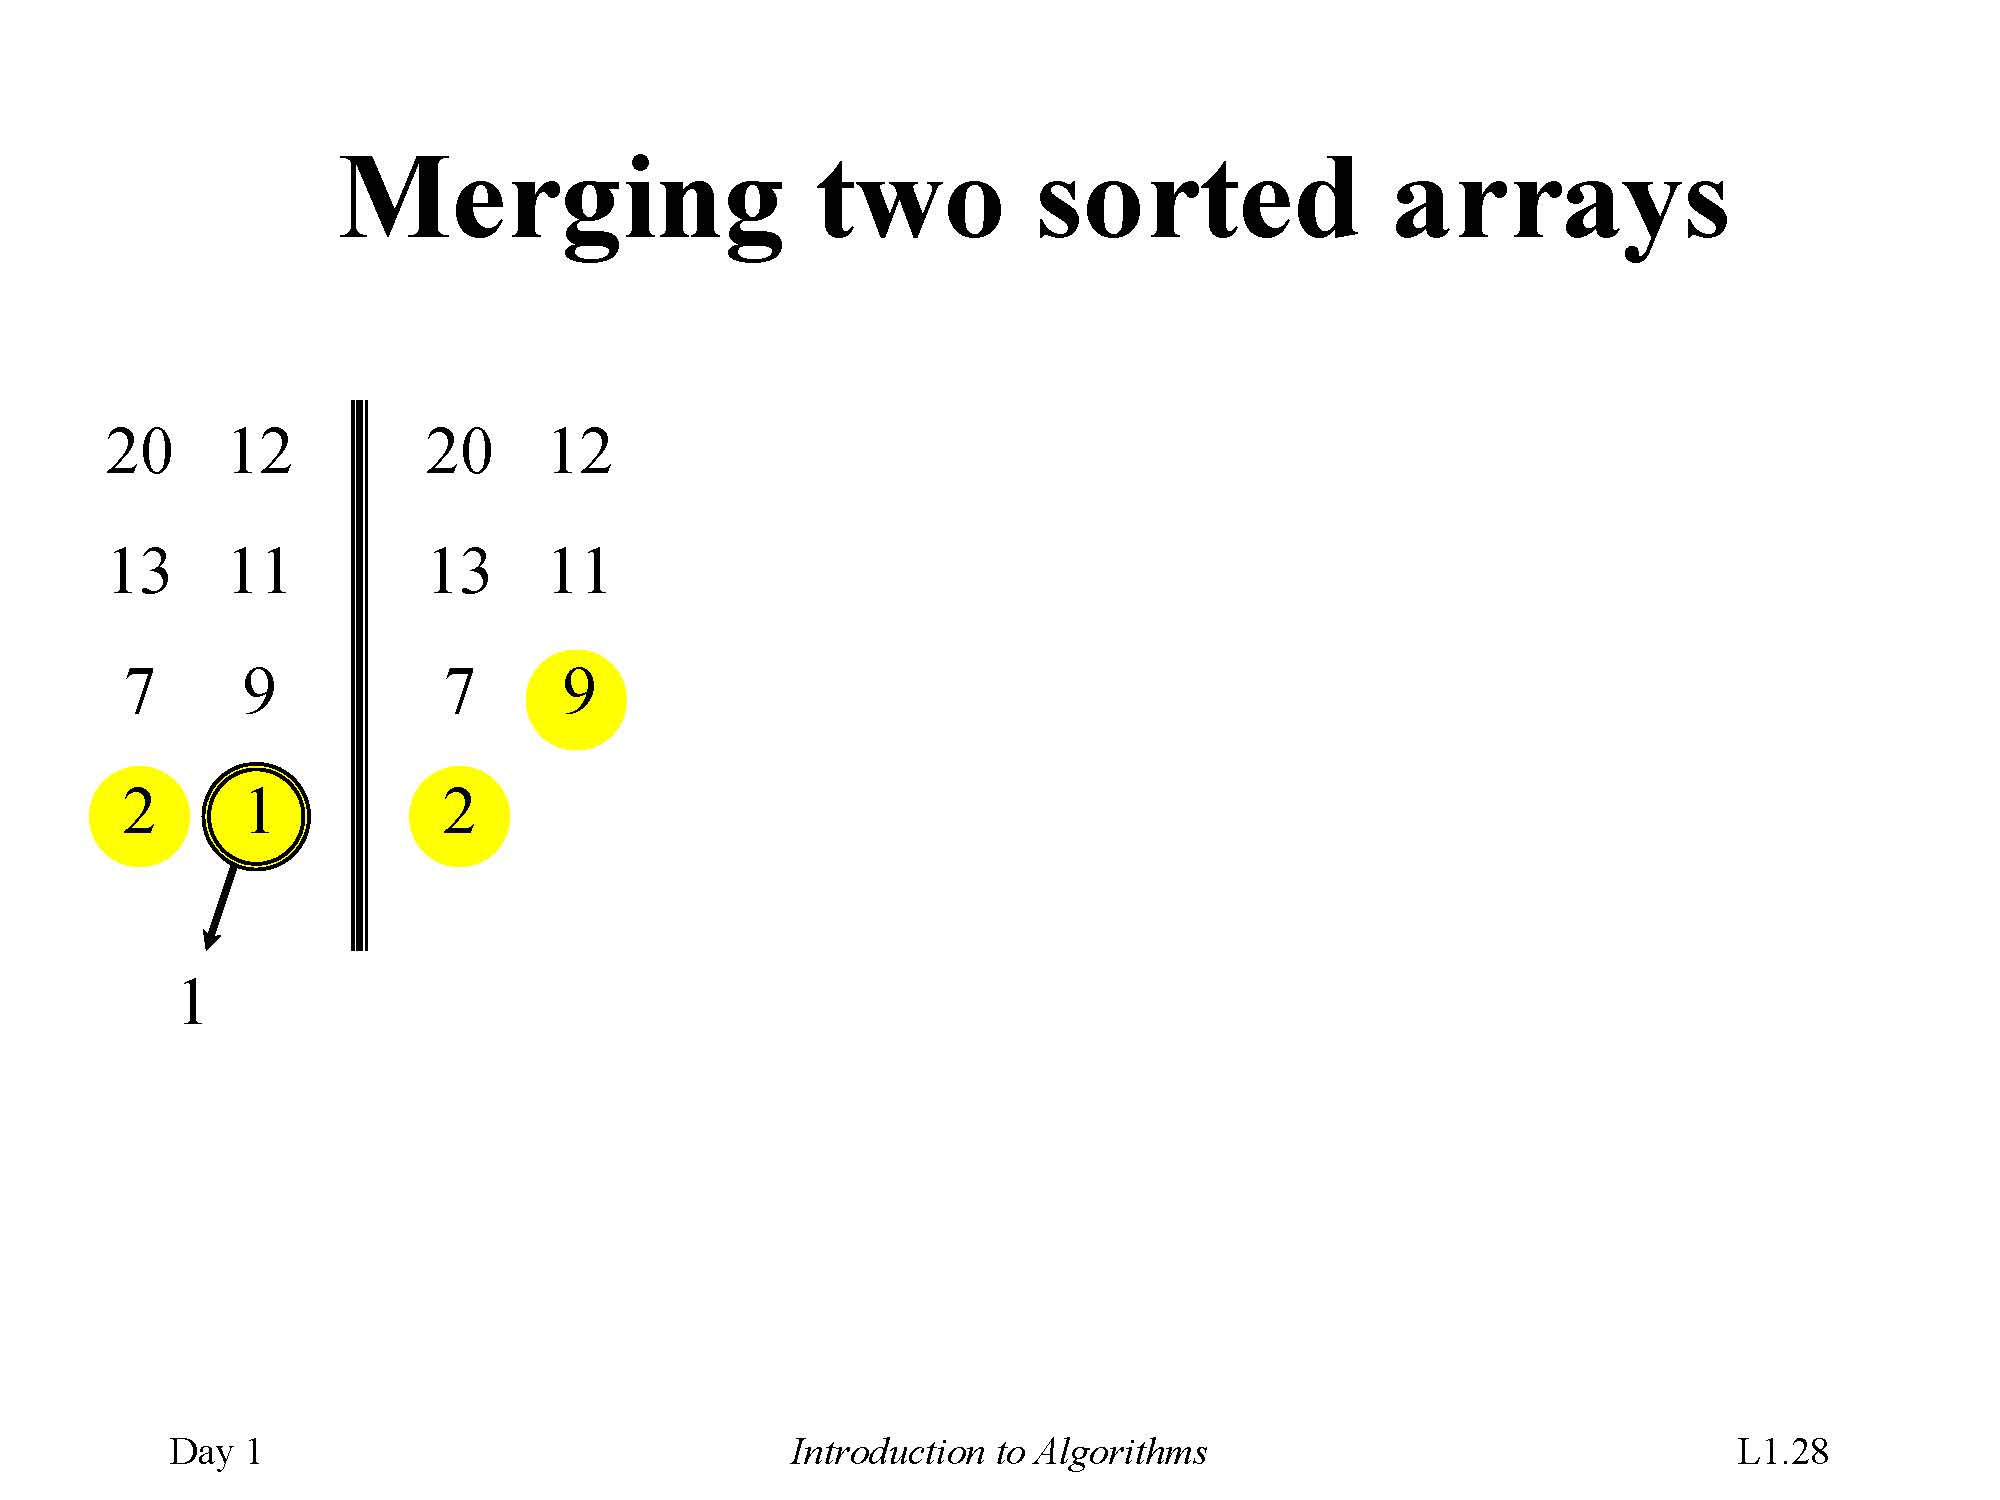 Merging two sorted arrays
20 12 20 12
13 11 13 11
7 9 7 9
2 1 2
1
Day 1 Introduction to Algorithms L1.28